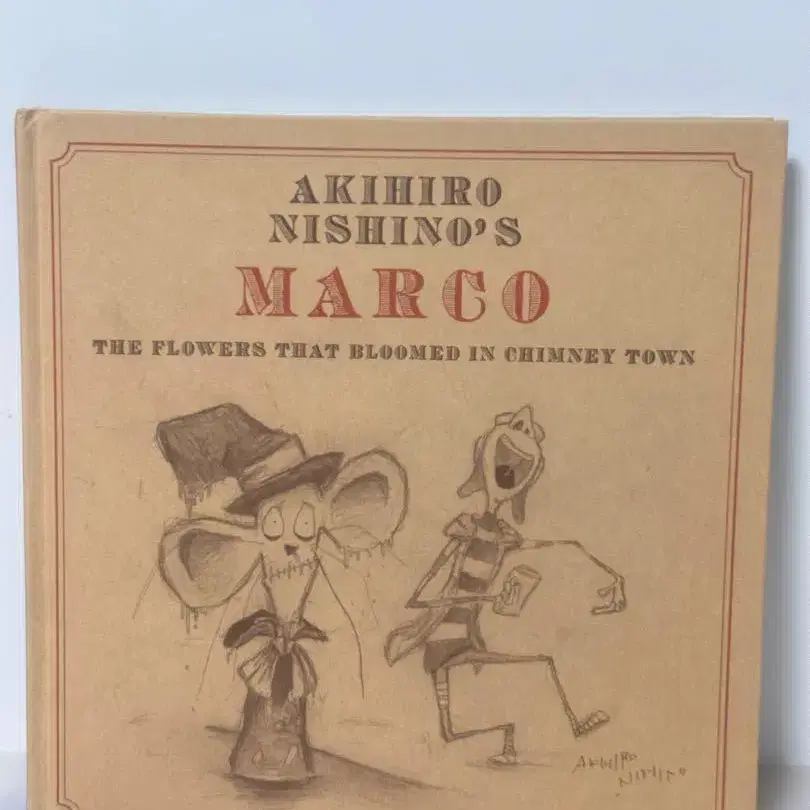 AKIHIRO
NISHINO'S
MARCO
THE FLOWERS THAT BLOOMED IN CHIMNEY TOWN
AKIHIRO
NISHINO